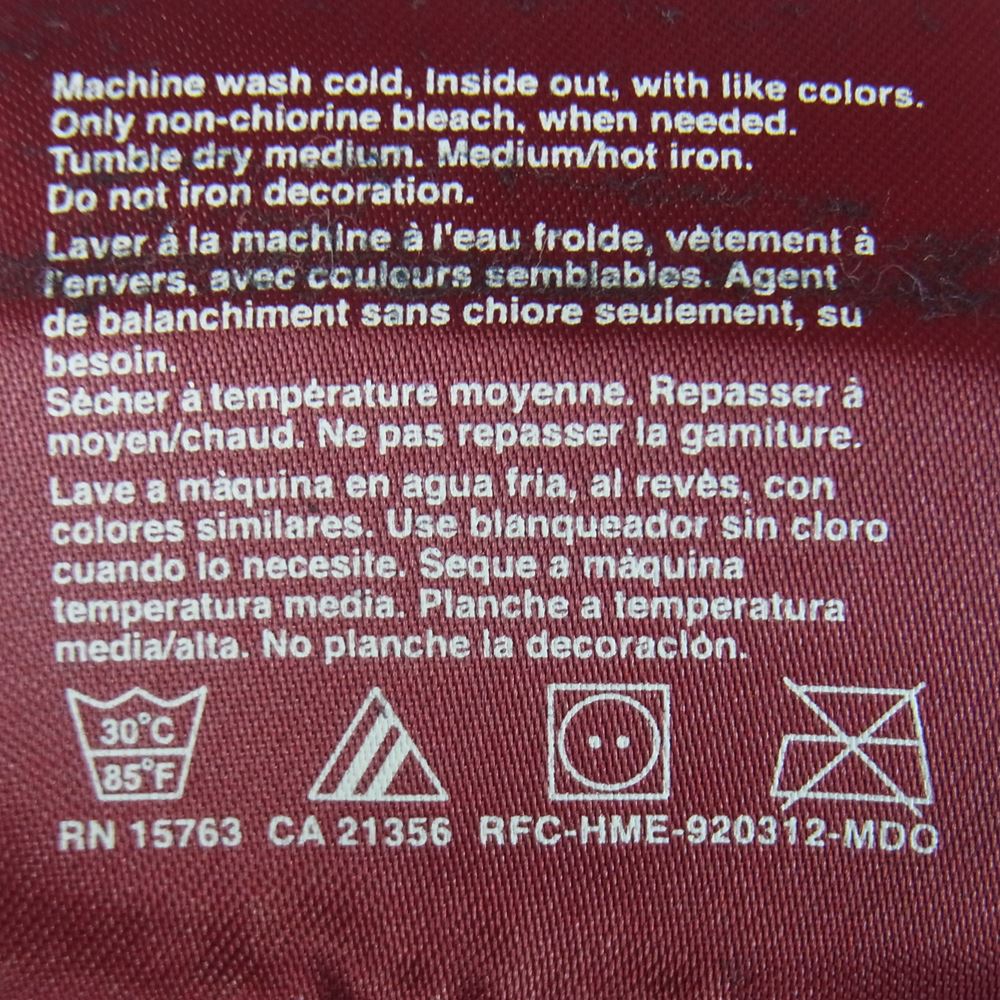 Machine wash cold, Inside out, with like colors.
Only non-chiorine bleach, when needed.
Tumble dry medium. Medium/hot iron.
Do not iron decoration.
Laver à la machine à l'eau frolde, vètement à
l'envers, avec couleurs semblables. Agent
de balanchiment sans chiore seulement, su
besoin.
Sècher à tempèrature moyenne. Repasser à
moyen/chaud. Ne pas repasser la gamiture.
Lave a màquina en agua fria, al revès, con
colores similares. Use blanqueador sin cloro
cuando lo necesite. Seque a màquina
temperatura media. Planche a temperatura
media/alta. No planche la decoraclón.
30°C
85°F
RN 15763 CA 21356 RFC-HME-920312-MDO